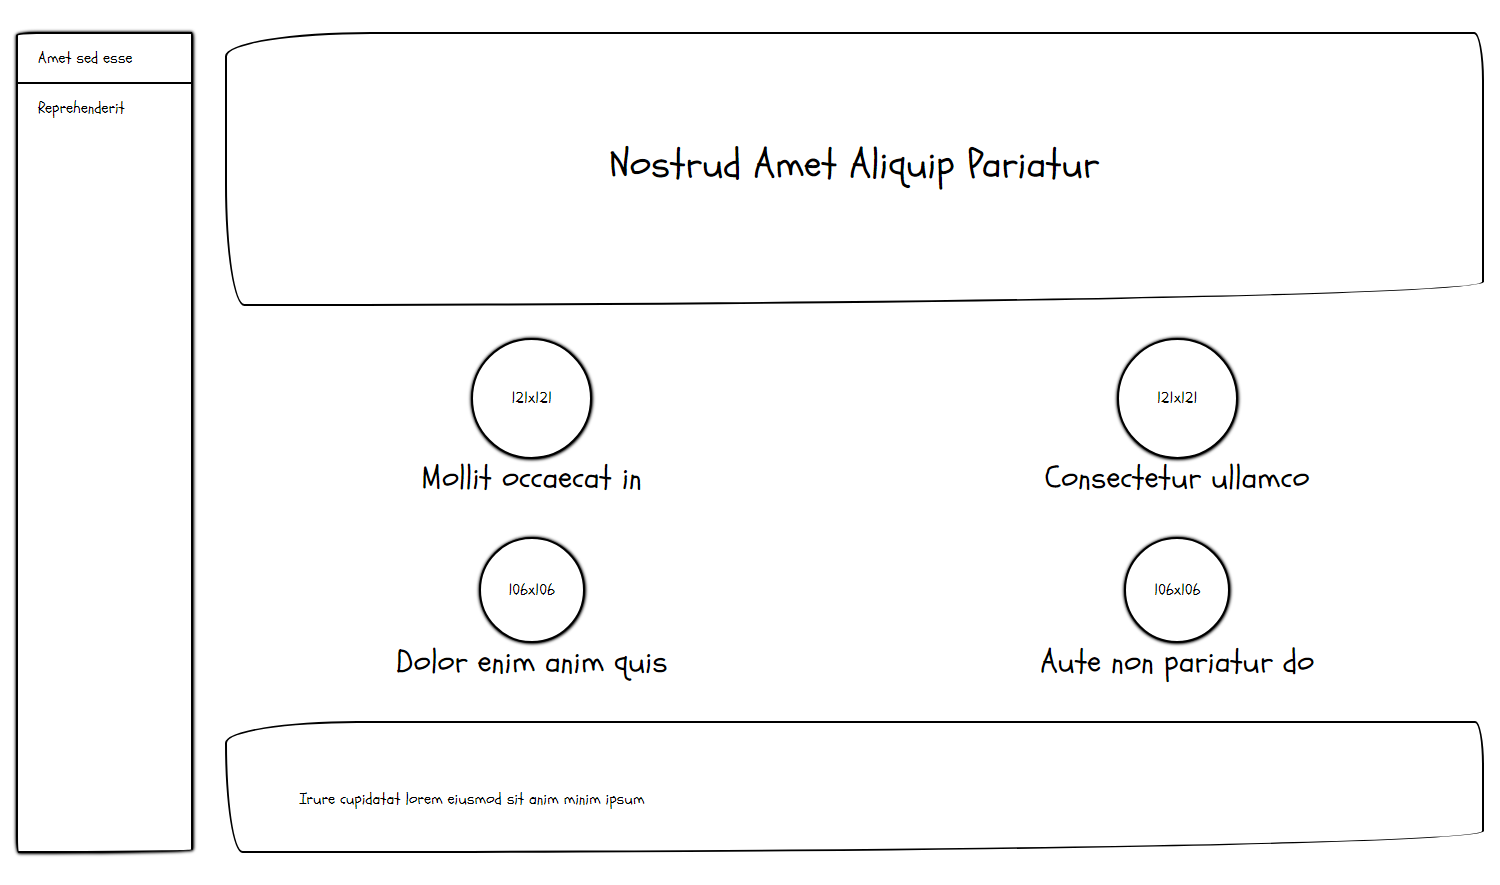 Amet sed esse
Reprehenderit
Nostrud Amet Aliquip Pariatur
121x121
Mollit occaecat in
121x121
Consectetur ullamco
106x106
Dolor enim anim quis
106x106
Aute non pariatur do
Irure cupidatat lorem eiusmod sit anim minim ipsum